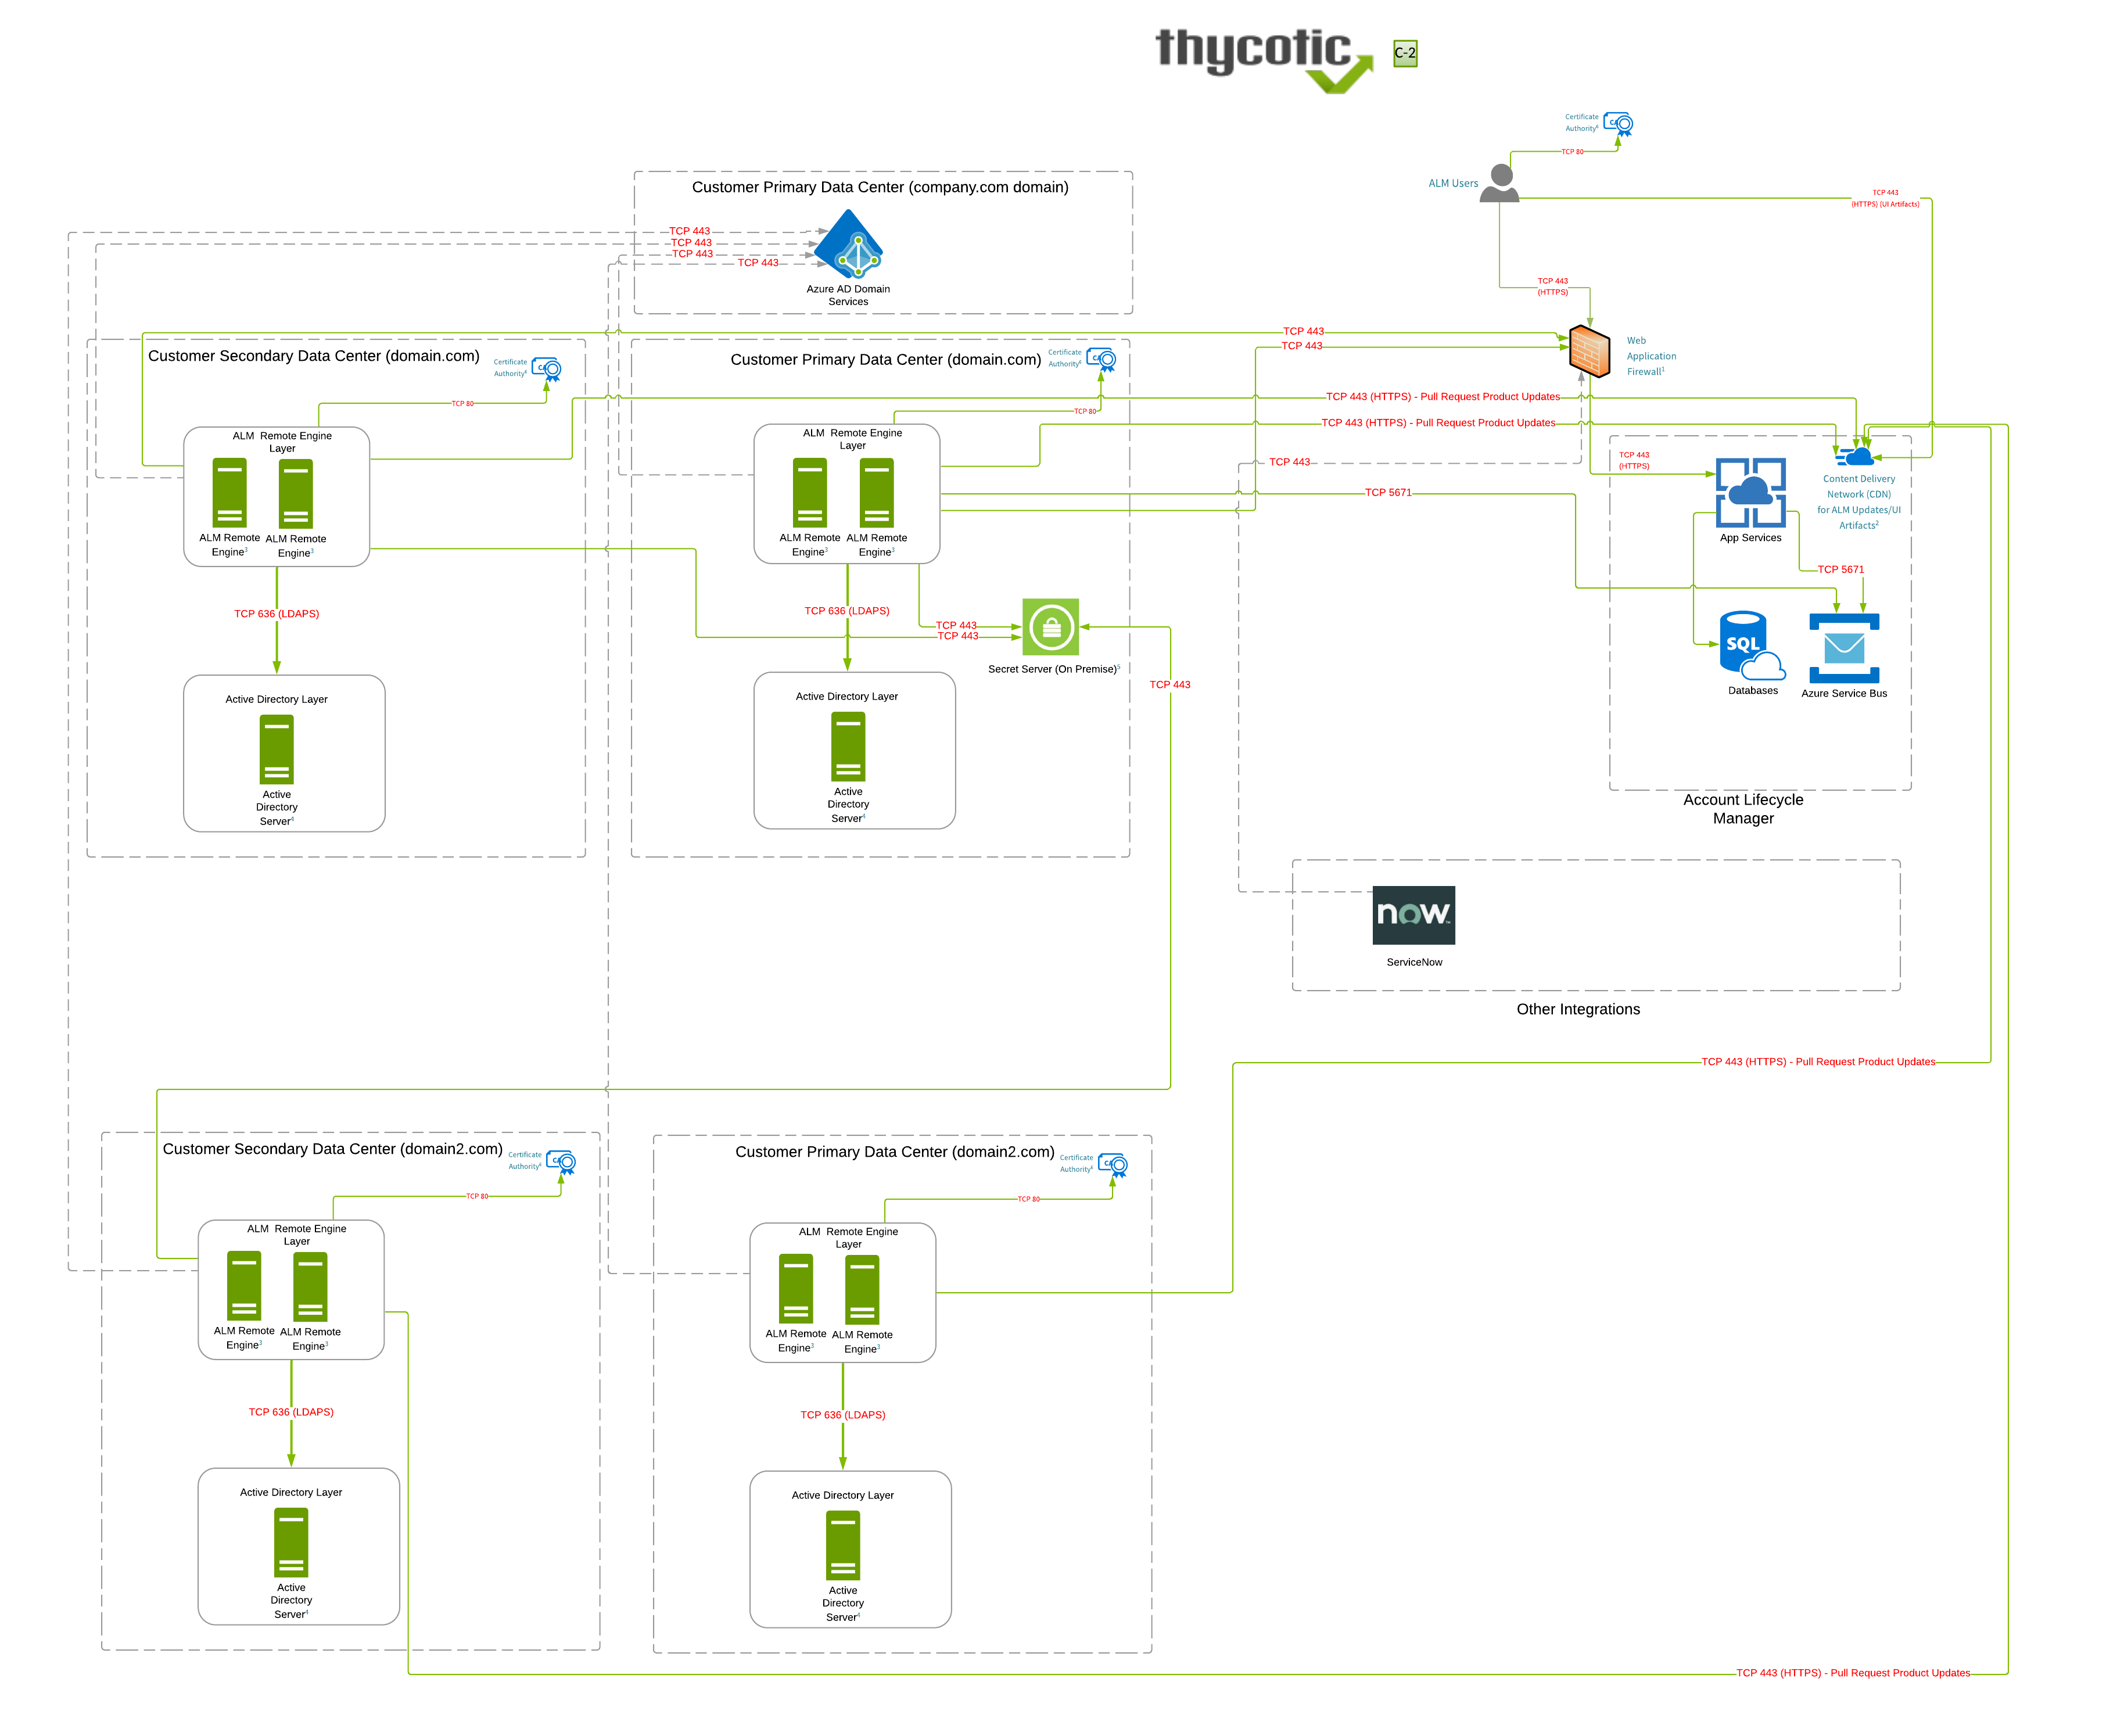 thycotic
C-2
Certificate
Authority⁶
TCP 80
ALM Users
TCP 443
(HTTPS) (UI Artifacts)
TCP 443
(HTTPS)
Customer Primary Data Center (company.com domain)
TCP 443
TCP 443
TCP 443
TCP 443
Azure AD Domain
Services
TCP 443
TCP 443
Web
Application
Firewall¹
Customer Secondary Data Center (domain.com)
Certificate
Authority⁶
TCP 80
ALM Remote Engine
Layer
ALM Remote
Engine³
ALM Remote
Engine³
TCP 636 (LDAPS)
Active Directory Layer
Active
Directory
Server⁴
Customer Primary Data Center (domain.com)
Certificate
Authority⁶
TCP 80
ALM Remote Engine
Layer
ALM Remote
Engine³
ALM Remote
Engine³
TCP 636 (LDAPS)
TCP 443
TCP 443
Secret Server (On Premise)⁵
Active Directory Layer
Active
Directory
Server⁴
TCP 443
TCP 443 (HTTPS) - Pull Request Product Updates
TCP 443 (HTTPS) - Pull Request Product Updates
TCP 443
TCP 5671
TCP 443
(HTTPS)
App Services
Content Delivery
Network (CDN)
for ALM Updates/UI
Artifacts²
TCP 5671
SQL
Databases
Azure Service Bus
Account Lifecycle
Manager
now
ServiceNow
Other Integrations
TCP 443 (HTTPS) - Pull Request Product Updates
Customer Secondary Data Center (domain2.com)
Certificate
Authority⁶
TCP 80
ALM Remote Engine
Layer
ALM Remote
Engine³
ALM Remote
Engine³
TCP 636 (LDAPS)
Active Directory Layer
Active
Directory
Server⁴
Customer Primary Data Center (domain2.com)
Certificate
Authority⁶
TCP 80
ALM Remote Engine
Layer
ALM Remote
Engine³
ALM Remote
Engine³
TCP 636 (LDAPS)
Active Directory Layer
Active
Directory
Server⁴
TCP 443 (HTTPS) - Pull Request Product Updates